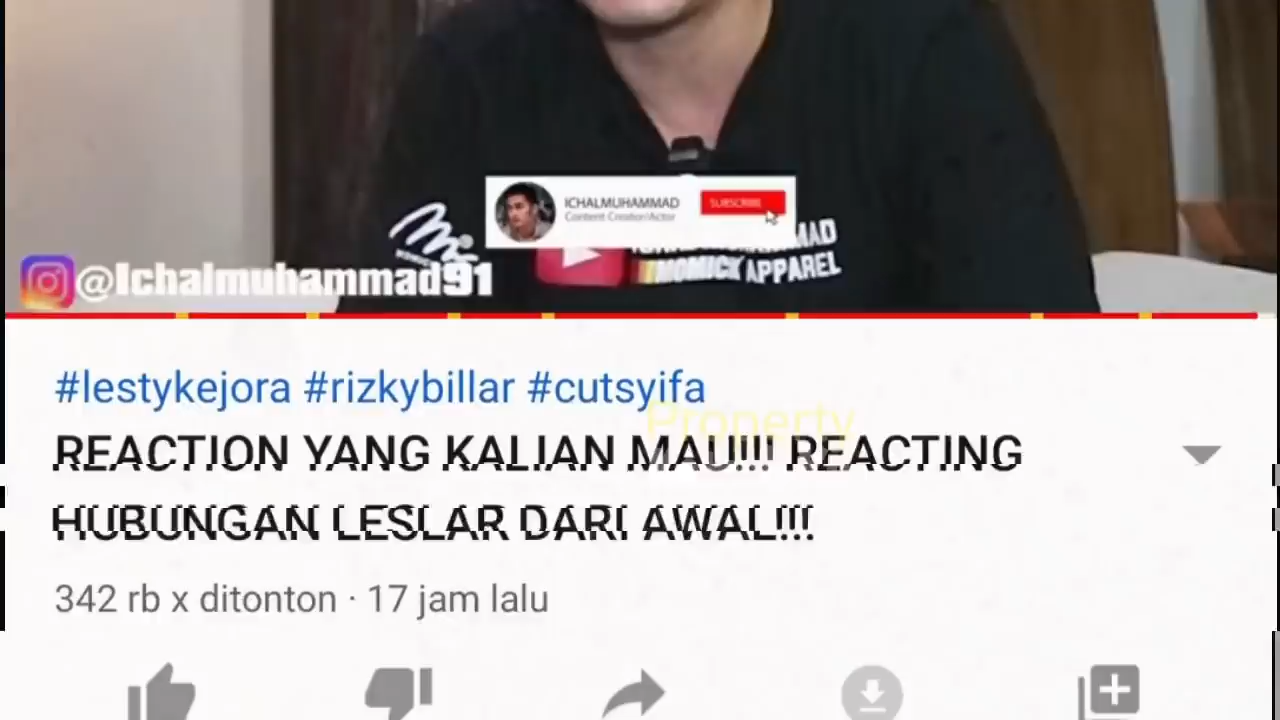 ICHALMUHAMMAD
Content Creator/Actor
SUBSCRIBE
MOMICK APPAREL
@Ichalmuhammad91
#lestykejora #rizkybillar #cutsyifa
Property
REACTION YANG KALIAN MAU!!! REACTING
HUBUNGAN LESLAR DARI AWAL!!!
342 rb x ditonton · 17 jam lalu